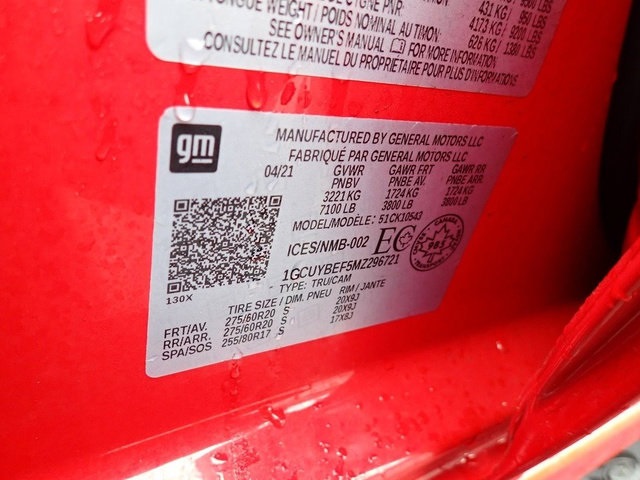 GCWR PNR:
431 KG / 950 LBS
TONGUE WEIGHT / POIDS NOMINAL AU TIMON:
4173 KG / 9200 LBS
626 KG / 1380 LBS
SEE OWNER'S MANUAL FOR MORE INFORMATION
CONSULTEZ LE MANUEL DU PROPRIETAIRE POUR PLUS D'INFORMATIONS
gm
MANUFACTURED BY GENERAL MOTORS LLC
FABRIQUÉ PAR GENERAL MOTORS LLC
04/21 GVWR GAWR FRT GAWR RR
PNBV PNBE AV. PNBE ARR.
3221 KG 1724 KG 1724 KG
7100 LB 3800 LB 3800 LB
MODEL/MODÈLE: 51CK10543
ICES/NMB-002 EC
1GCUYBEF5MZ296721
130X
TYPE: TRU/CAM
TIRE SIZE / DIM. PNEU RIM / JANTE
FRT/AV. 275/60R20 S 20X9J
RR/ARR. 275/60R20 S 20X9J
SPA/SOS 255/80R17 S 17X8J